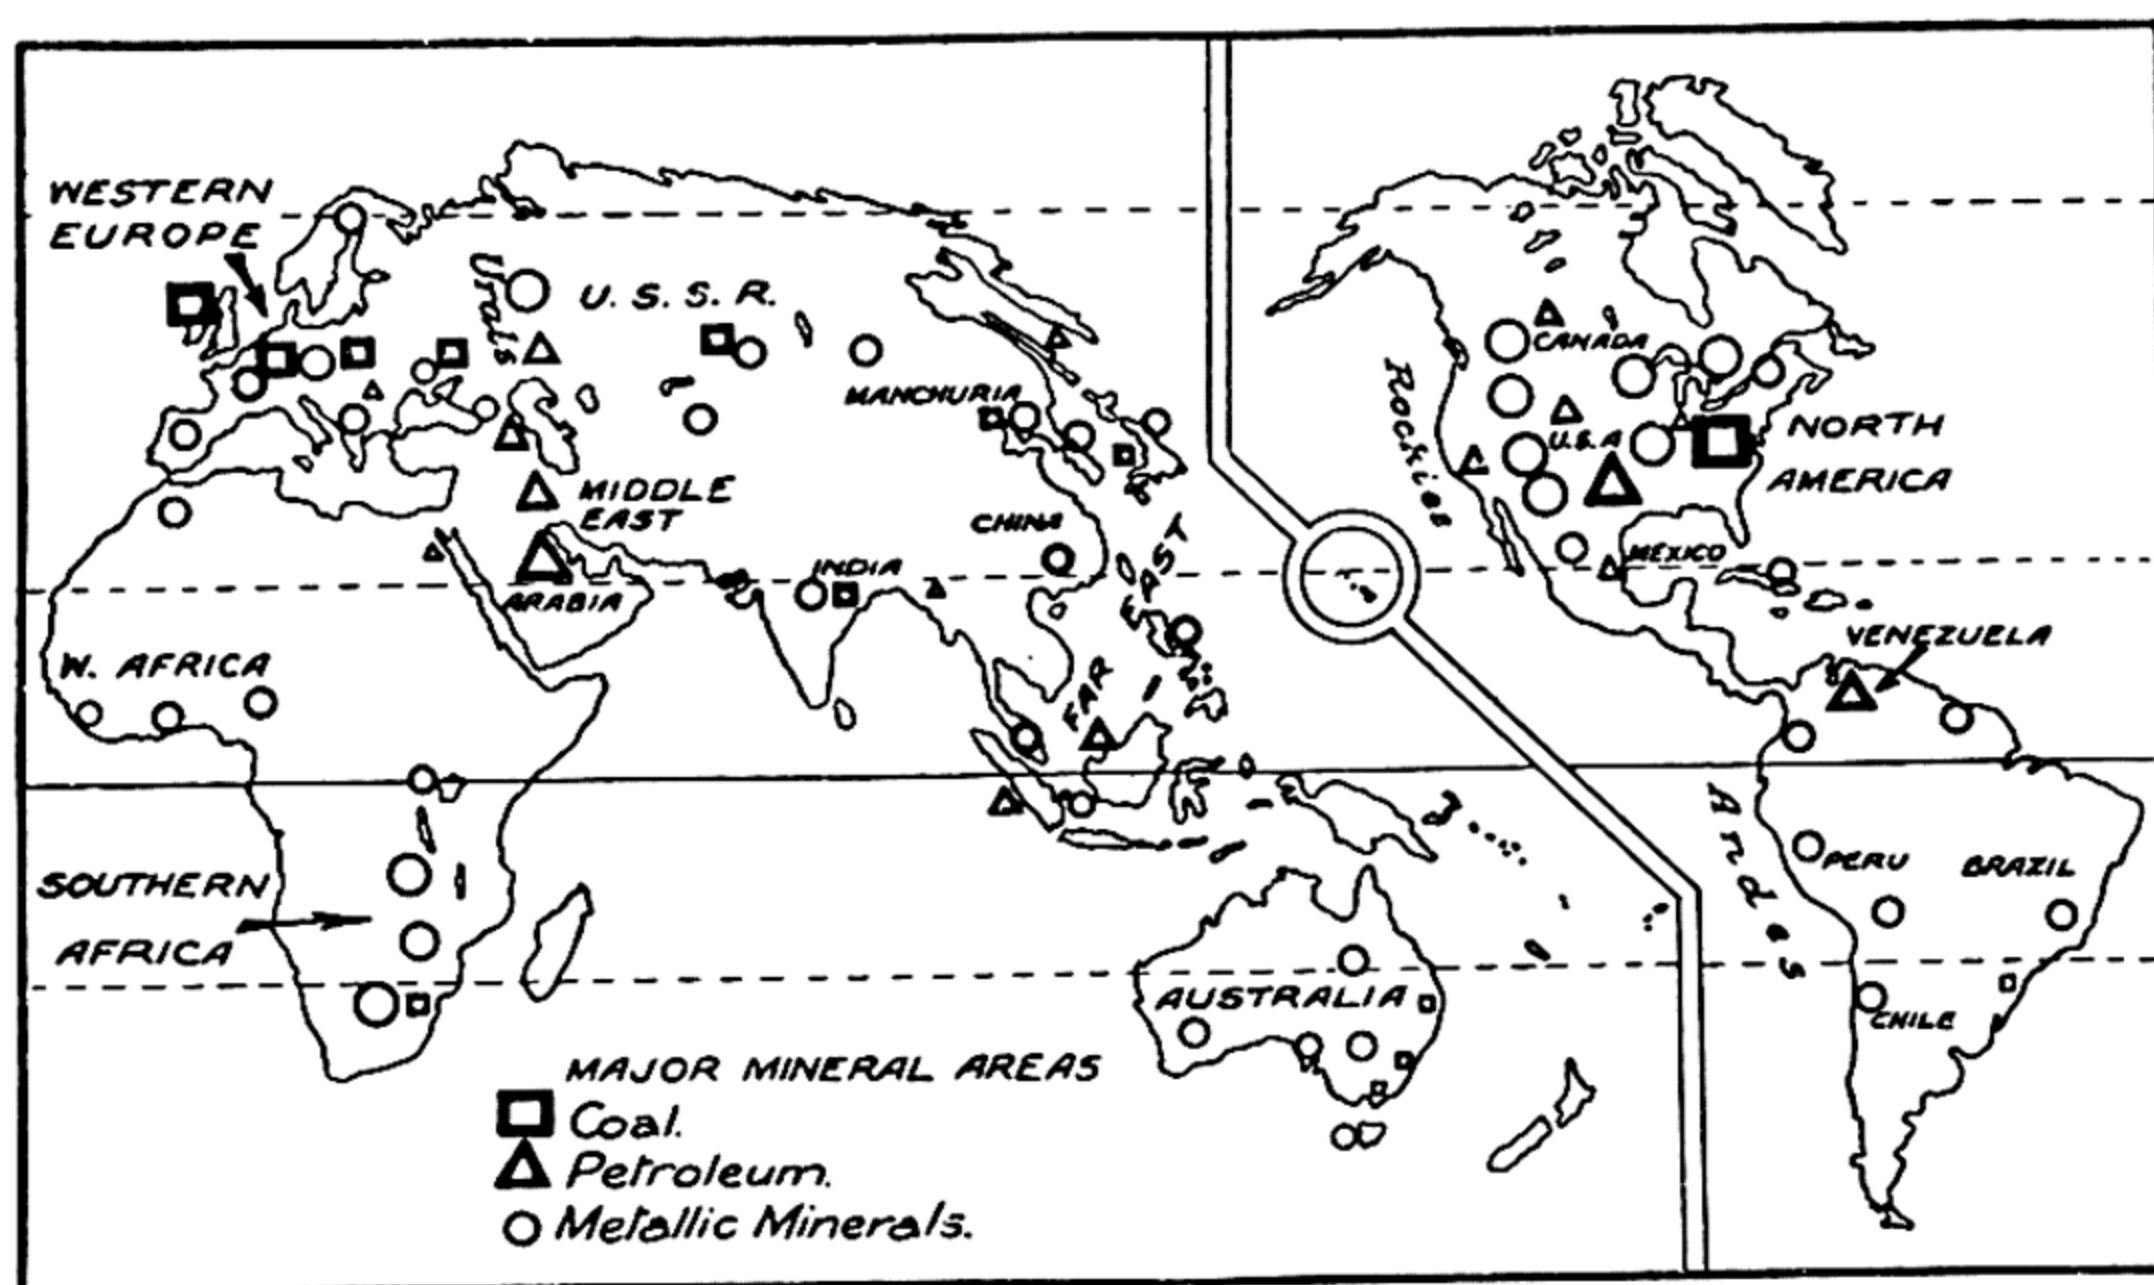 WESTERN
EUROPE
Urals
U.S.S.R.
MANCHURIA
MIDDLE
EAST
CHINA
INDIA
ARABIA
FAR EAST
W. AFRICA
SOUTHERN
AFRICA
AUSTRALIA
CANADA
Rockies
U.S.A
NORTH
AMERICA
MEXICO
VENEZUELA
Andes
PERU
BRAZIL
CHILE
MAJOR MINERAL AREAS
Coal.
Petroleum.
Metallic Minerals.